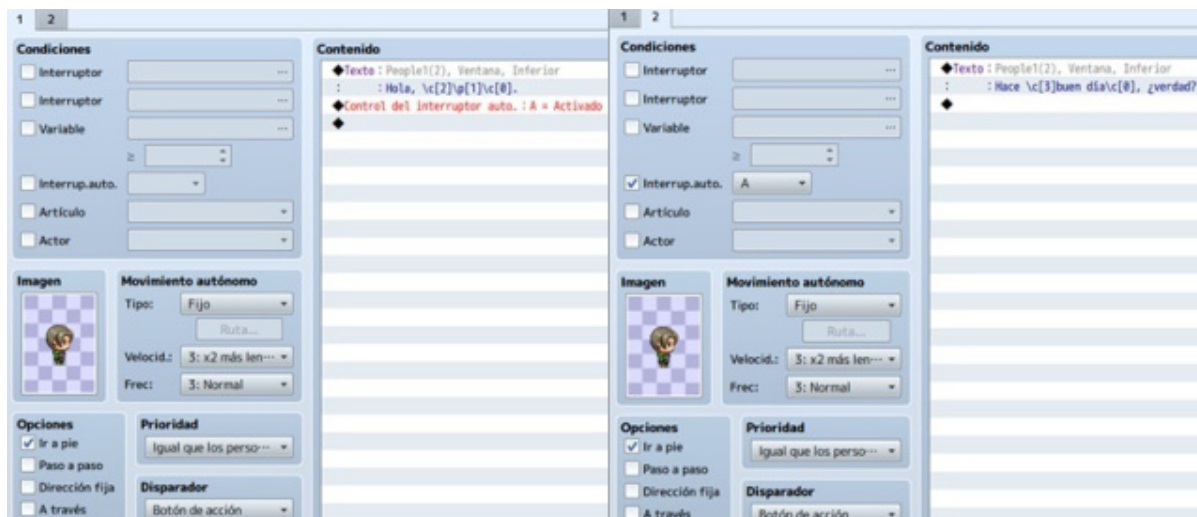 1 2
Condiciones
Interruptor
Interruptor
Variable
≥
Interrup.auto.
Artículo
Actor
Imagen
Movimiento autónomo
Tipo: Fijo
Ruta...
Velocid.: 3: x2 más len···
Frec: 3: Normal
Opciones
Ir a pie
Paso a paso
Dirección fija
A través
Prioridad
Igual que los perso···
Disparador
Botón de acción
Contenido
◆Texto : People1(2), Ventana, Inferior
: : Hola, \c[2]\p[1]\c[0].
◆Control del interruptor auto. : A = Activado
◆
1 2
Condiciones
Interruptor
Interruptor
Variable
≥
Interrup.auto. A
Artículo
Actor
Imagen
Movimiento autónomo
Tipo: Fijo
Ruta...
Velocid.: 3: x2 más len···
Frec: 3: Normal
Opciones
Ir a pie
Paso a paso
Dirección fija
A través
Prioridad
Igual que los perso···
Disparador
Botón de acción
Contenido
◆Texto : People1(2), Ventana, Inferior
: : Hace \c[3]buen día\c[0], ¿verdad?
◆